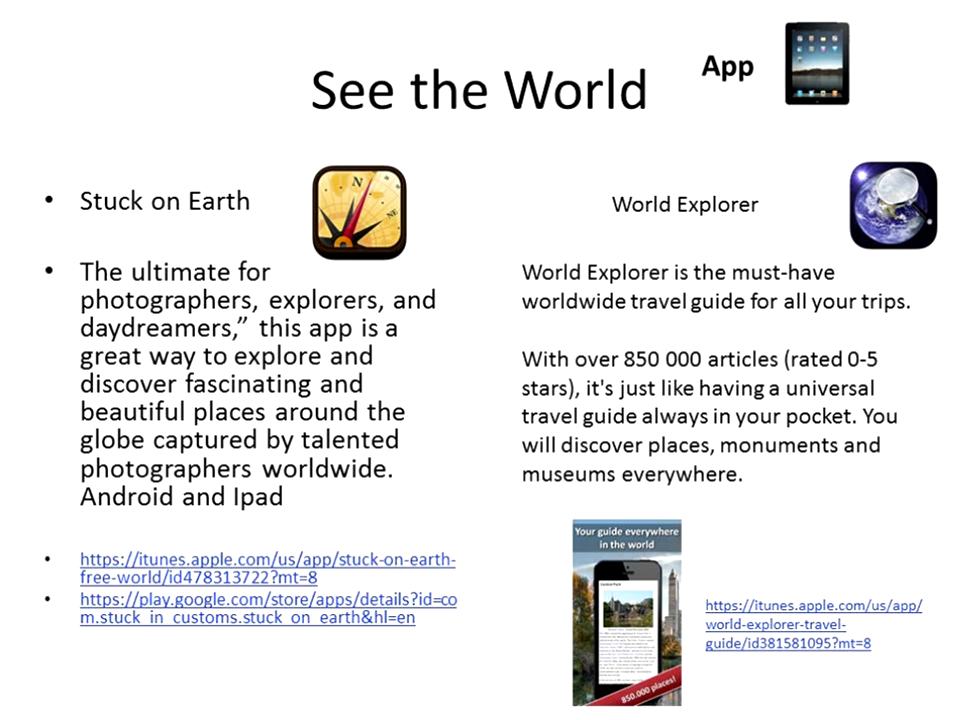 See the World
App
• Stuck on Earth
N
NE
• The ultimate for
photographers, explorers, and
daydreamers,” this app is a
great way to explore and
discover fascinating and
beautiful places around the
globe captured by talented
photographers worldwide.
Android and Ipad
• https://itunes.apple.com/us/app/stuck-on-earth-
free-world/id478313722?mt=8
• https://play.google.com/store/apps/details?id=co
m.stuck_in_customs.stuck_on_earth&hl=en
World Explorer
World Explorer is the must-have
worldwide travel guide for all your trips.
With over 850 000 articles (rated 0-5
stars), it's just like having a universal
travel guide always in your pocket. You
will discover places, monuments and
museums everywhere.
Your guide everywhere
in the world
850.000 places!
https://itunes.apple.com/us/app/
world-explorer-travel-
guide/id381581095?mt=8